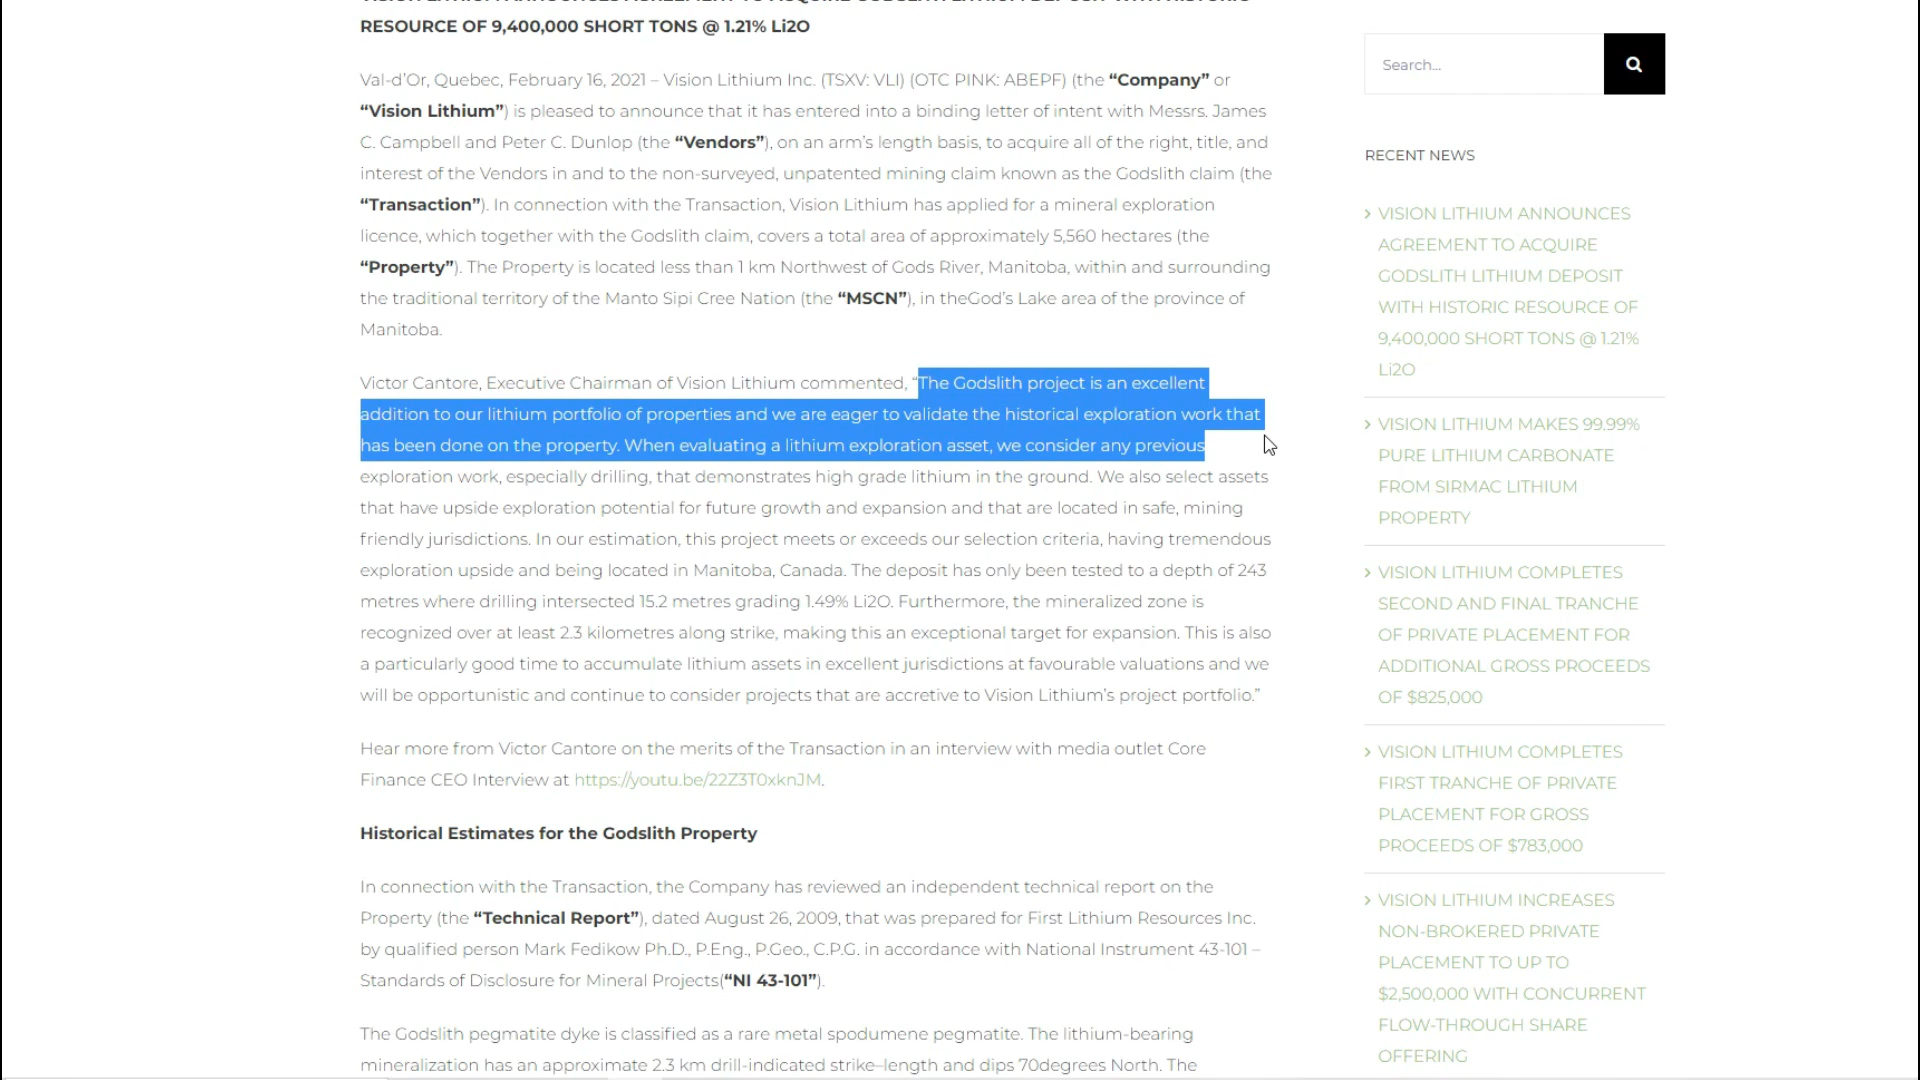 VISION LITHIUM ANNOUNCES AGREEMENT TO ACQUIRE GODSLITH LITHIUM DEPOSIT WITH HISTORIC
RESOURCE OF 9,400,000 SHORT TONS @ 1.21% Li2O
Val-d’Or, Quebec, February 16, 2021 – Vision Lithium Inc. (TSXV: VLI) (OTC PINK: ABEPF) (the “Company” or
“Vision Lithium”) is pleased to announce that it has entered into a binding letter of intent with Messrs. James
C. Campbell and Peter C. Dunlop (the “Vendors”), on an arm’s length basis, to acquire all of the right, title, and
interest of the Vendors in and to the non-surveyed, unpatented mining claim known as the Godslith claim (the
“Transaction”). In connection with the Transaction, Vision Lithium has applied for a mineral exploration
licence, which together with the Godslith claim, covers a total area of approximately 5,560 hectares (the
“Property”). The Property is located less than 1 km Northwest of Gods River, Manitoba, within and surrounding
the traditional territory of the Manto Sipi Cree Nation (the “MSCN”), in theGod’s Lake area of the province of
Manitoba.
Victor Cantore, Executive Chairman of Vision Lithium commented, “The Godslith project is an excellent
addition to our lithium portfolio of properties and we are eager to validate the historical exploration work that
has been done on the property. When evaluating a lithium exploration asset, we consider any previous
exploration work, especially drilling, that demonstrates high grade lithium in the ground. We also select assets
that have upside exploration potential for future growth and expansion and that are located in safe, mining
friendly jurisdictions. In our estimation, this project meets or exceeds our selection criteria, having tremendous
exploration upside and being located in Manitoba, Canada. The deposit has only been tested to a depth of 243
metres where drilling intersected 15.2 metres grading 1.49% Li2O. Furthermore, the mineralized zone is
recognized over at least 2.3 kilometres along strike, making this an exceptional target for expansion. This is also
a particularly good time to accumulate lithium assets in excellent jurisdictions at favourable valuations and we
will be opportunistic and continue to consider projects that are accretive to Vision Lithium’s project portfolio.”
Hear more from Victor Cantore on the merits of the Transaction in an interview with media outlet Core
Finance CEO Interview at https://youtu.be/22Z3T0xknJM.
Historical Estimates for the Godslith Property
In connection with the Transaction, the Company has reviewed an independent technical report on the
Property (the “Technical Report”), dated August 26, 2009, that was prepared for First Lithium Resources Inc.
by qualified person Mark Fedikow Ph.D., P.Eng., P.Geo., C.P.G. in accordance with National Instrument 43-101 –
Standards of Disclosure for Mineral Projects(“NI 43-101”).
The Godslith pegmatite dyke is classified as a rare metal spodumene pegmatite. The lithium-bearing
mineralization has an approximate 2.3 km drill-indicated strike–length and dips 70degrees North. The
Search...
RECENT NEWS
VISION LITHIUM ANNOUNCES
AGREEMENT TO ACQUIRE
GODSLITH LITHIUM DEPOSIT
WITH HISTORIC RESOURCE OF
9,400,000 SHORT TONS @ 1.21%
Li2O
VISION LITHIUM MAKES 99.99%
PURE LITHIUM CARBONATE
FROM SIRMAC LITHIUM
PROPERTY
VISION LITHIUM COMPLETES
SECOND AND FINAL TRANCHE
OF PRIVATE PLACEMENT FOR
ADDITIONAL GROSS PROCEEDS
OF $825,000
VISION LITHIUM COMPLETES
FIRST TRANCHE OF PRIVATE
PLACEMENT FOR GROSS
PROCEEDS OF $783,000
VISION LITHIUM INCREASES
NON-BROKERED PRIVATE
PLACEMENT TO UP TO
$2,500,000 WITH CONCURRENT
FLOW-THROUGH SHARE
OFFERING